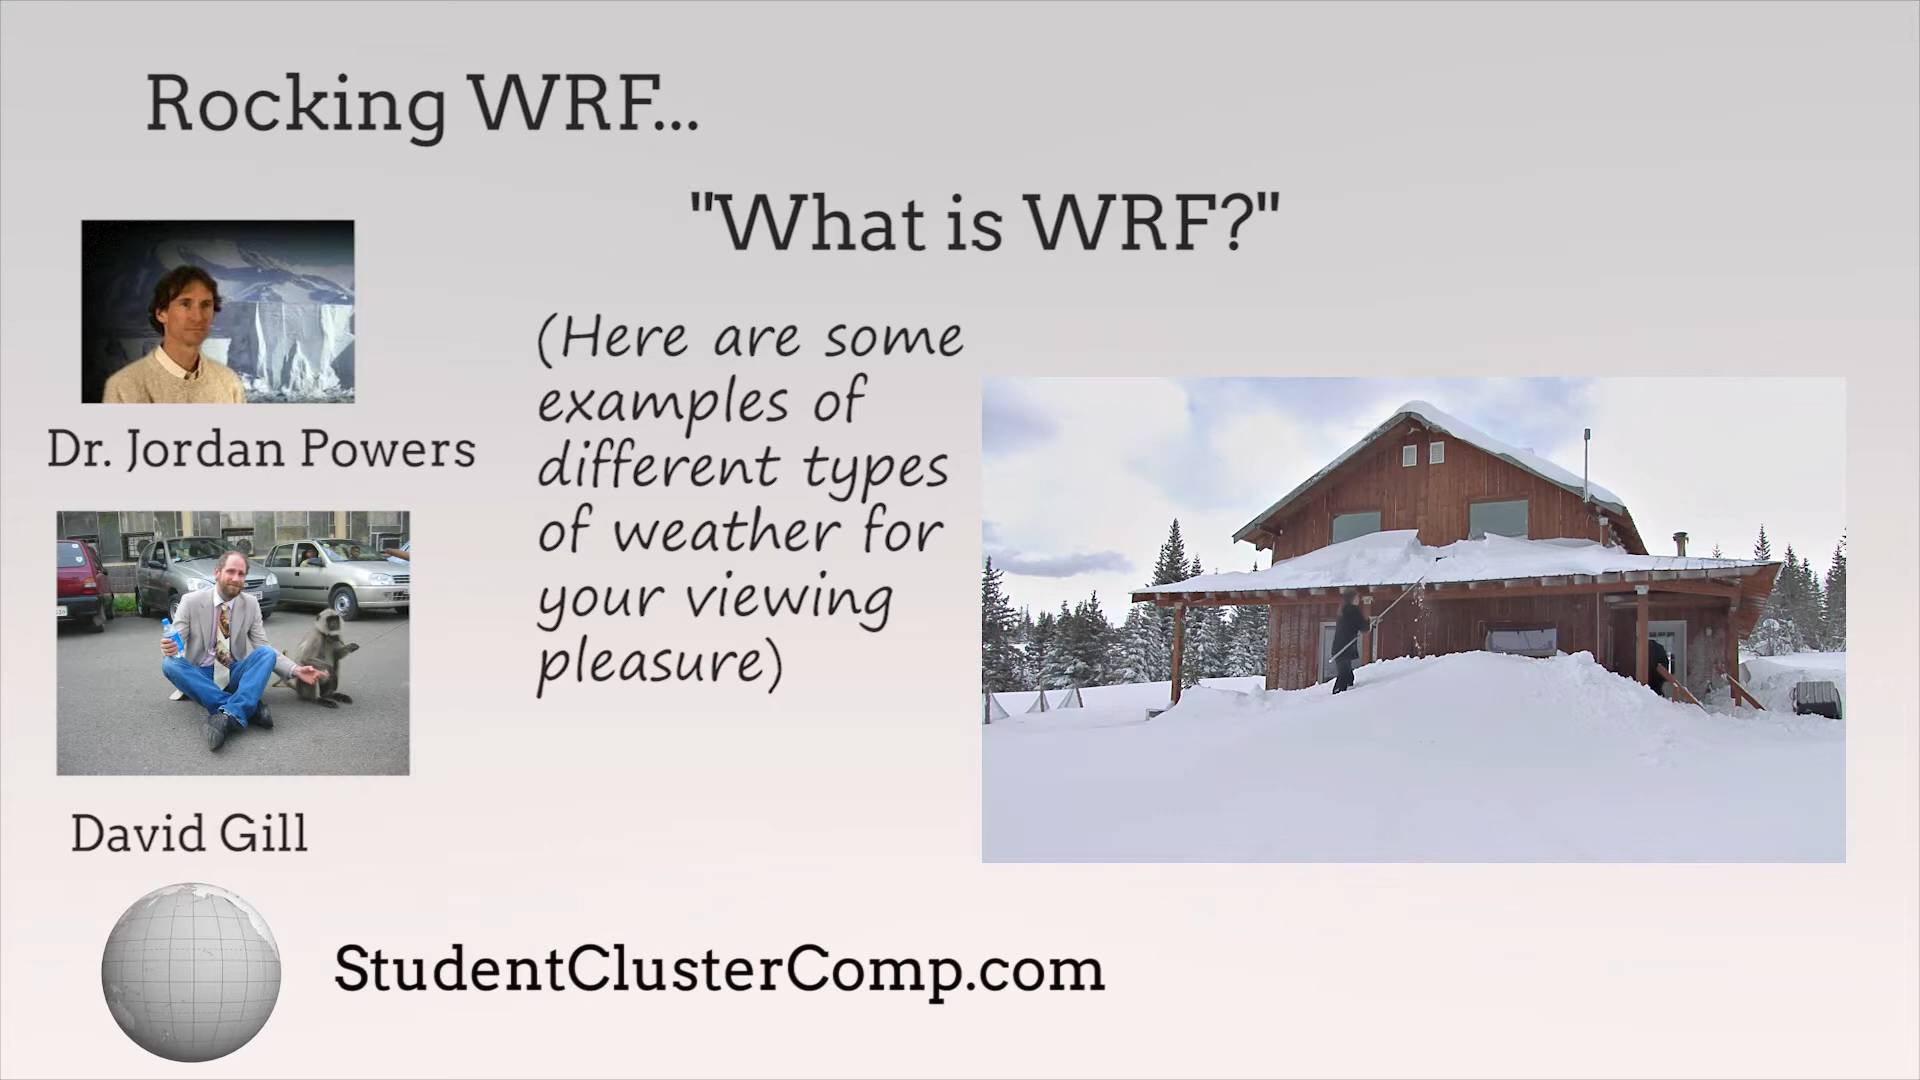 Rocking WRF...
"What is WRF?"
Dr. Jordan Powers
David Gill
(Here are some
examples of
different types
of weather for
your viewing
pleasure)
StudentClusterComp.com